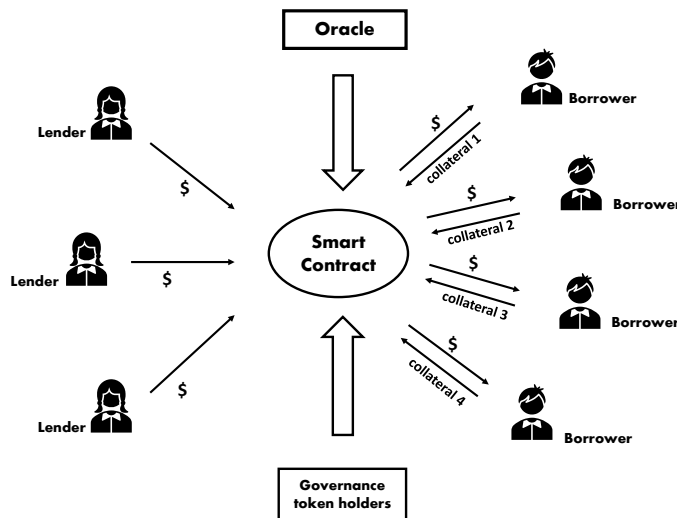 Oracle
Borrower
$
collateral 1
Lender
$
Borrower
$
collateral 2
Smart
Contract
Lender
$
$
collateral 3
Borrower
$
collateral 4
Lender
$
Borrower
Governance
token holders